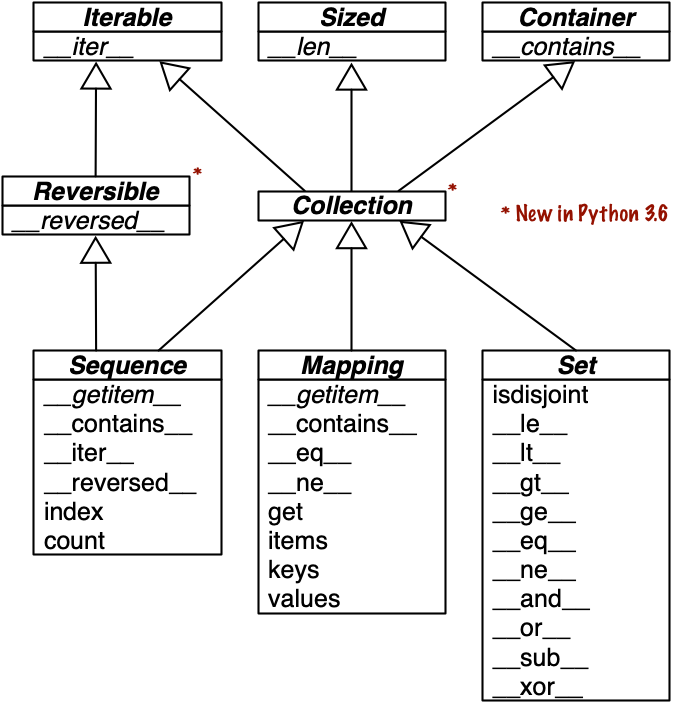 Iterable
__iter__
Sized
__len__
Container
__contains__
Reversible
*
__reversed__
Collection
*
* New in Python 3.6
Sequence
__getitem__
__contains__
__iter__
__reversed__
index
count
Mapping
__getitem__
__contains__
__eq__
__ne__
get
items
keys
values
Set
isdisjoint
__le__
__lt__
__gt__
__ge__
__eq__
__ne__
__and__
__or__
__sub__
__xor__